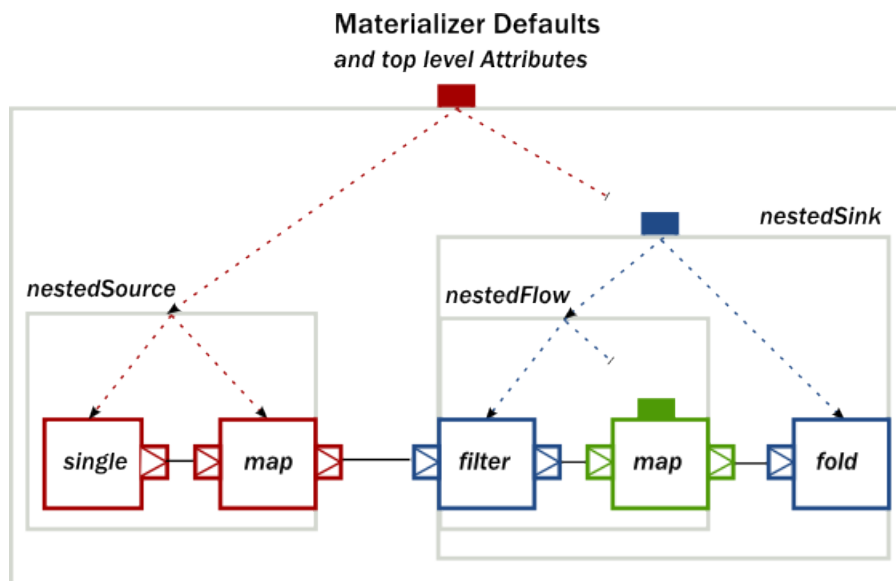 Materializer Defaults
and top level Attributes
nestedSink
nestedSource
nestedFlow
single
map
filter
map
fold